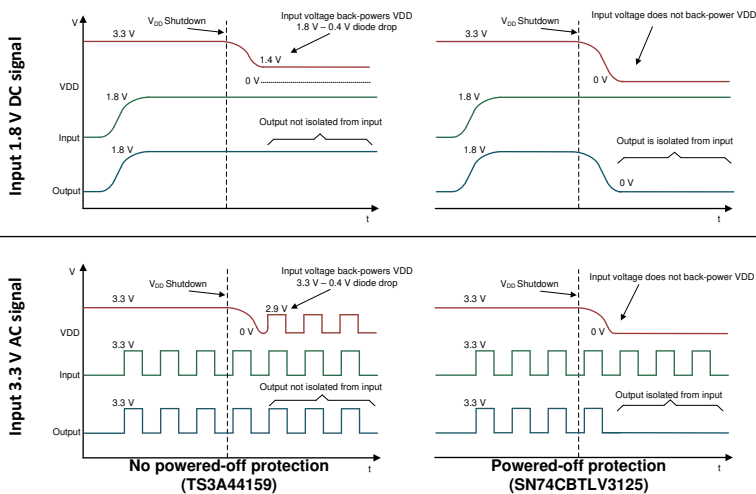 Input 1.8 V DC signal
V
V_DD Shutdown
Input voltage back-powers VDD
1.8 V – 0.4 V diode drop
3.3 V
1.4 V
0 V
VDD
1.8 V
Input
Output not isolated from input
1.8 V
Output
t
V_DD Shutdown
Input voltage does not back-power VDD
3.3 V
0 V
1.8 V
Output is isolated from input
1.8 V
0 V
t
Input 3.3 V AC signal
V
V_DD Shutdown
Input voltage back-powers VDD
3.3 V – 0.4 V diode drop
3.3 V
2.9 V
0 V
VDD
3.3 V
Input
Output not isolated from input
3.3 V
Output
t
No powered-off protection
(TS3A44159)
V_DD Shutdown
Input voltage does not back-power VDD
3.3 V
0 V
3.3 V
Output isolated from input
3.3 V
t
Powered-off protection
(SN74CBTLV3125)